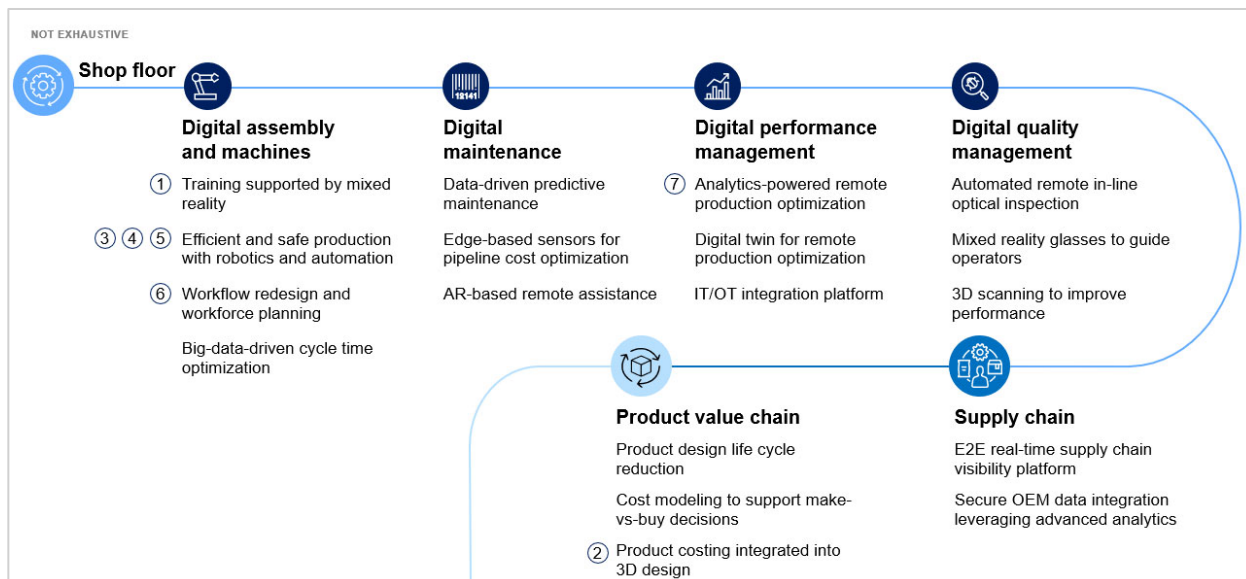 NOT EXHAUSTIVE
Shop floor
18141
Digital assembly
and machines
1 Training supported by mixed
reality
3 4 5 Efficient and safe production
with robotics and automation
6 Workflow redesign and
workforce planning
Big-data-driven cycle time
optimization
Digital
maintenance
Data-driven predictive
maintenance
Edge-based sensors for
pipeline cost optimization
AR-based remote assistance
Digital performance
management
7 Analytics-powered remote
production optimization
Digital twin for remote
production optimization
IT/OT integration platform
Digital quality
management
Automated remote in-line
optical inspection
Mixed reality glasses to guide
operators
3D scanning to improve
performance
Product value chain
Product design life cycle
reduction
Cost modeling to support make-
vs-buy decisions
2 Product costing integrated into
3D design
Supply chain
E2E real-time supply chain
visibility platform
Secure OEM data integration
leveraging advanced analytics